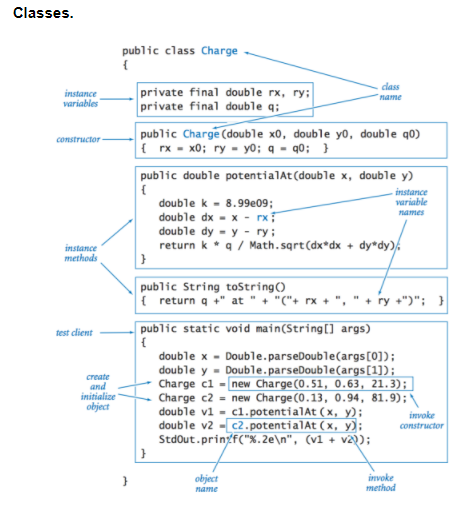 Classes.
public class Charge
{
class
name
instance
variables
private final double rx, ry;
private final double q;
constructor
public Charge(double x0, double y0, double q0)
{ rx = x0; ry = y0; q = q0; }
public double potentialAt(double x, double y)
{
double k = 8.99e09;
double dx = x - rx;
double dy = y - ry;
return k * q / Math.sqrt(dx*dx + dy*dy);
}
instance
variable
names
instance
methods
public String toString()
{ return q +" at " + "("+ rx + ", " + ry +")"; }
test client
public static void main(String[] args)
{
double x = Double.parseDouble(args[0]);
double y = Double.parseDouble(args[1]);
Charge c1 = new Charge(0.51, 0.63, 21.3);
Charge c2 = new Charge(0.13, 0.94, 81.9);
double v1 = c1.potentialAt(x, y);
double v2 = c2.potentialAt(x, y);
StdOut.printf("%.2e\n", (v1 + v2));
}
create
and
initialize
object
invoke
constructor
}
object
name
invoke
method